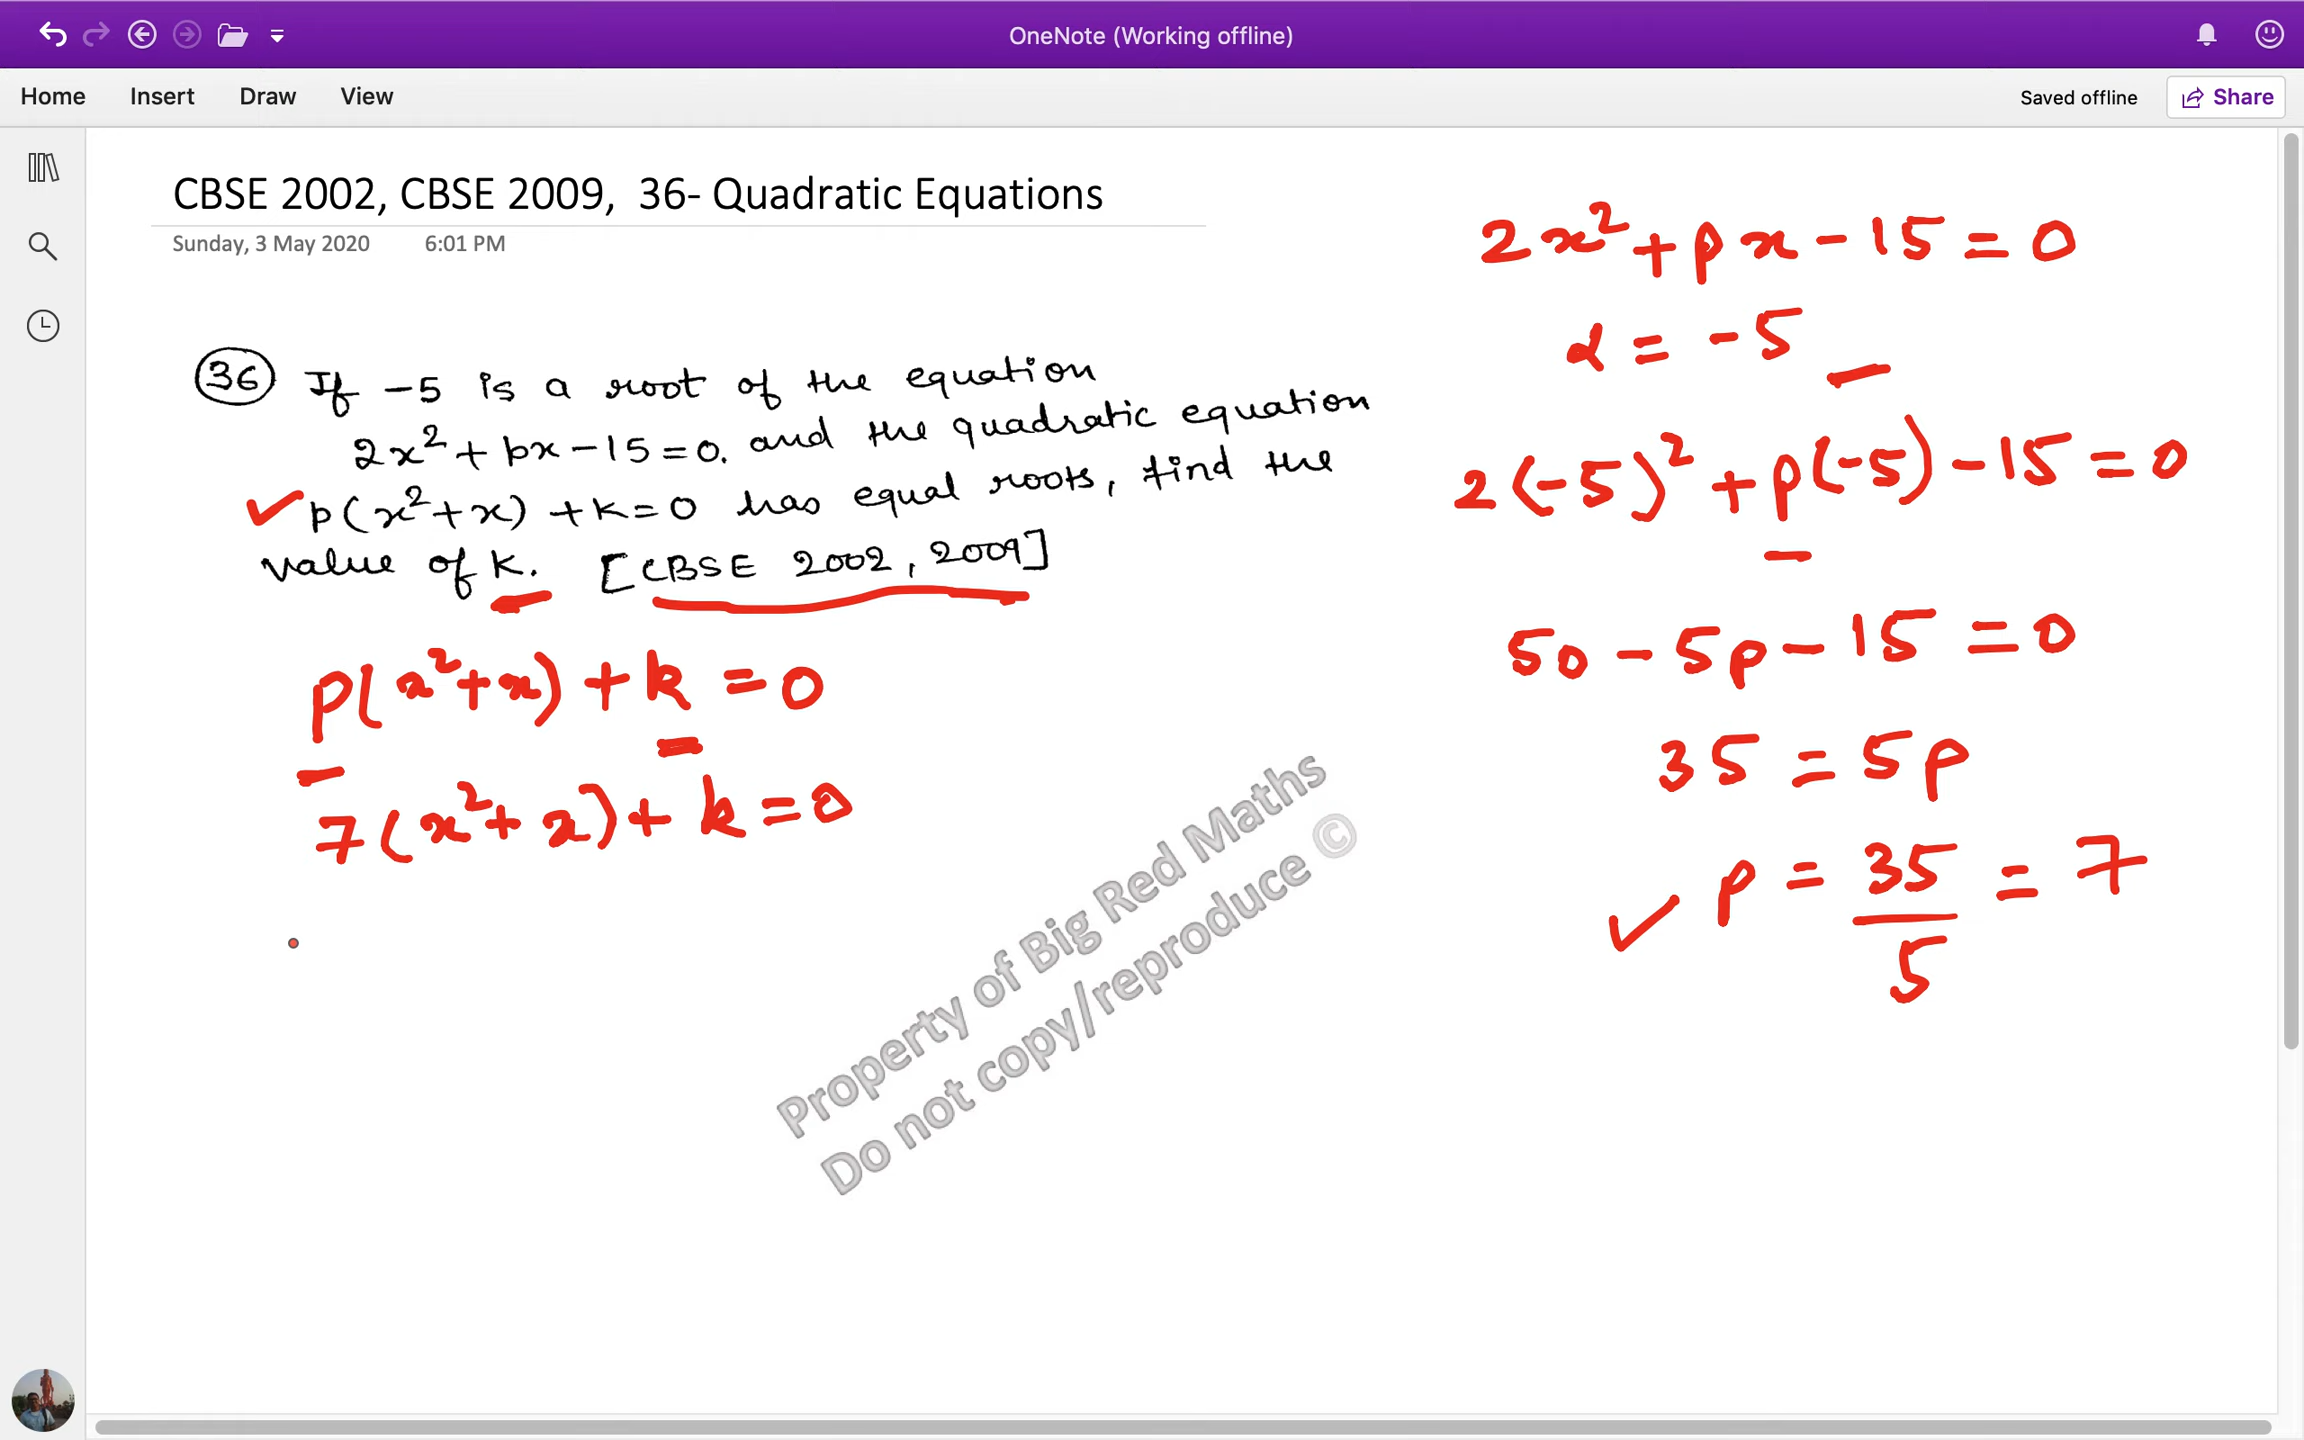 OneNote (Working offline)
Home Insert Draw View
Saved offline Share
CBSE 2002, CBSE 2009, 36- Quadratic Equations
Sunday, 3 May 2020 6:01 PM
36 If -5 is a root of the equation
2x² + px - 15 = 0. and the quadratic equation
p(x²+x) + k = 0 has equal roots, find the
value of k. [CBSE 2002, 2009]
p(x²+x) + k = 0
7(x²+x) + k = 0
2x² + px - 15 = 0
α = -5
2(-5)² + p(-5) - 15 = 0
50 - 5p - 15 = 0
35 = 5p
p = 35/5 = 7
Property of Big Red Maths
Do not copy/reproduce ©